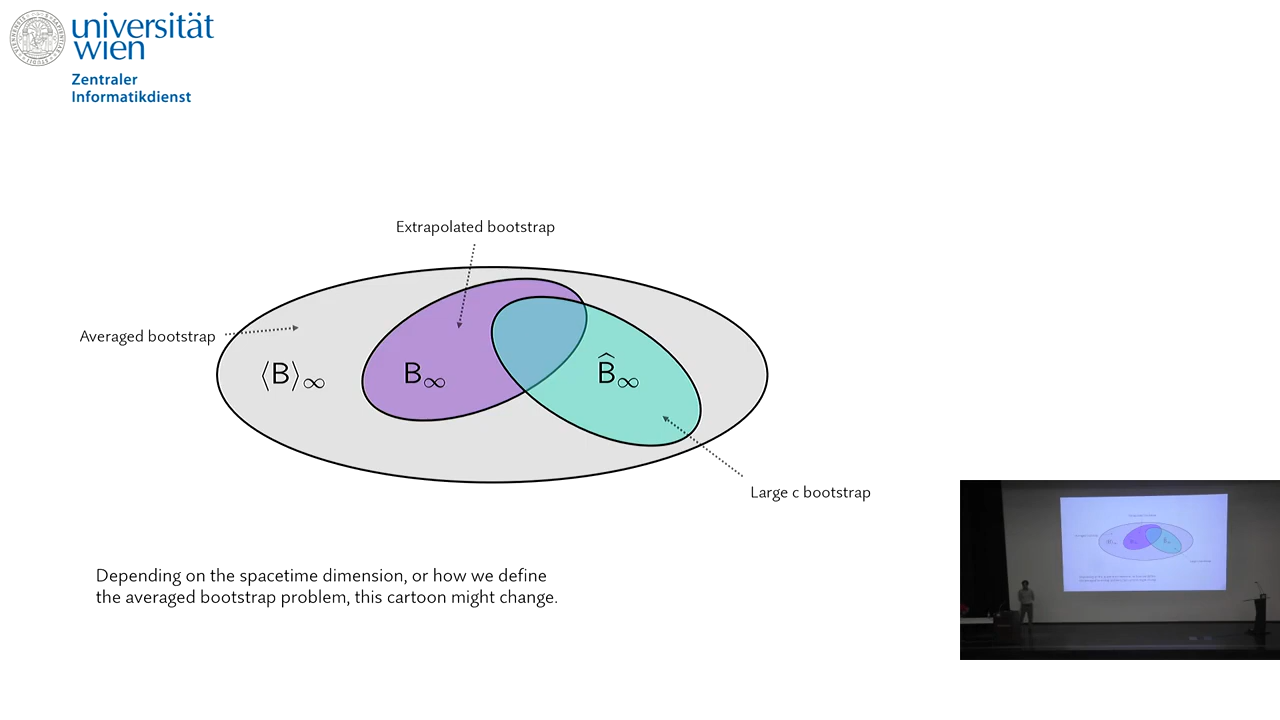 universität
wien
Zentraler
Informatikdienst
Extrapolated bootstrap
Averaged bootstrap
⟨B⟩∞
B∞
B̂∞
Large c bootstrap
Depending on the spacetime dimension, or how we define
the averaged bootstrap problem, this cartoon might change.